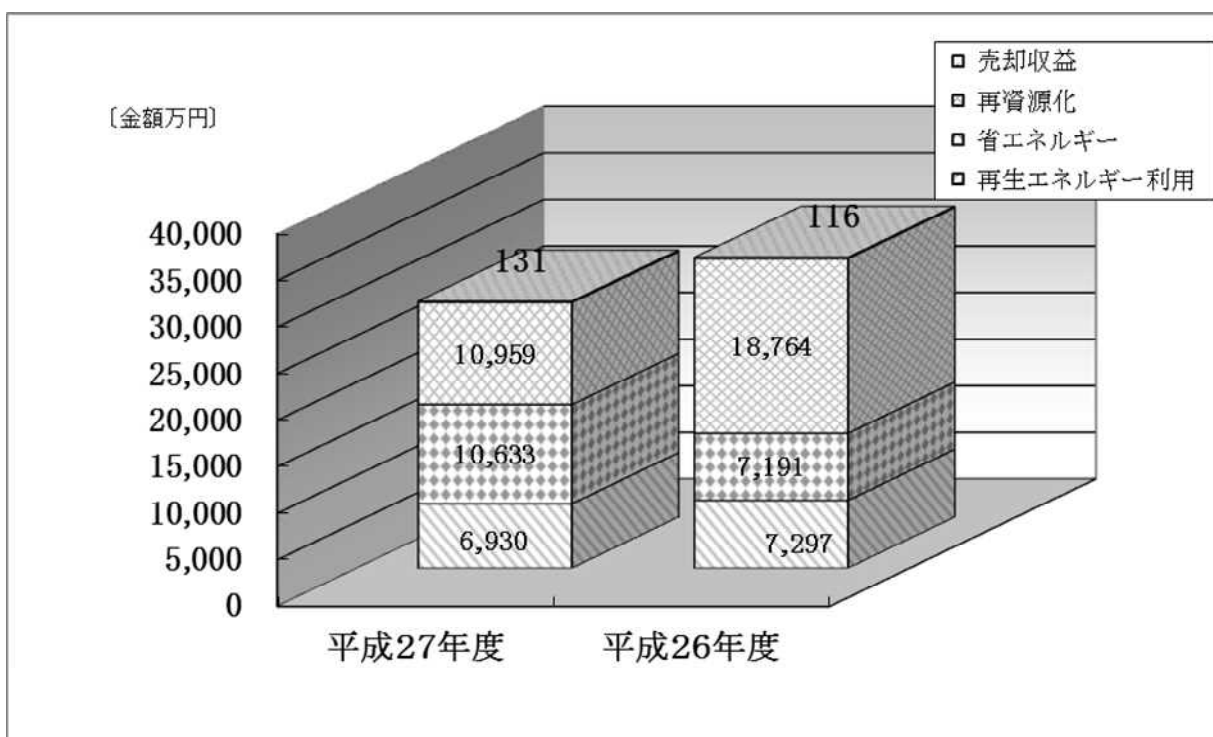 〔金額万円〕
□ 売却収益
□ 再資源化
□ 省エネルギー
□ 再生エネルギー利用
40,000
35,000
30,000
25,000
20,000
15,000
10,000
5,000
0
131
10,959
10,633
6,930
116
18,764
7,191
7,297
平成27年度
平成26年度